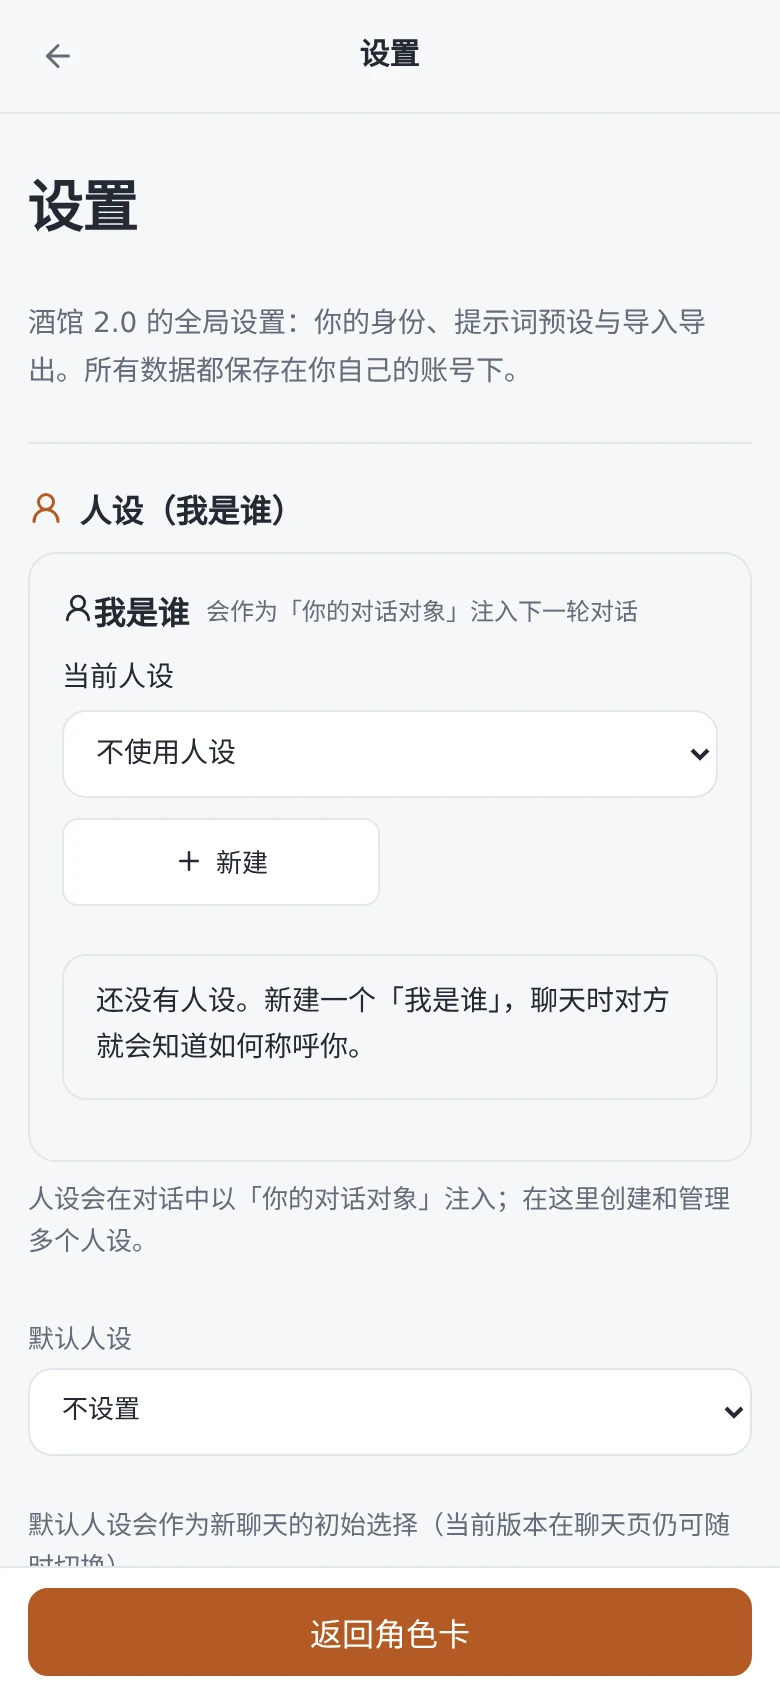 设置
设置
酒馆 2.0 的全局设置：你的身份、提示词预设与导入导
出。所有数据都保存在你自己的账号下。
人设（我是谁）
我是谁 会作为「你的对话对象」注入下一轮对话
当前人设
不使用人设
+ 新建
还没有人设。新建一个「我是谁」，聊天时对方
就会知道如何称呼你。
人设会在对话中以「你的对话对象」注入；在这里创建和管理
多个人设。
默认人设
不设置
默认人设会作为新聊天的初始选择（当前版本在聊天页仍可随
时切换）
返回角色卡